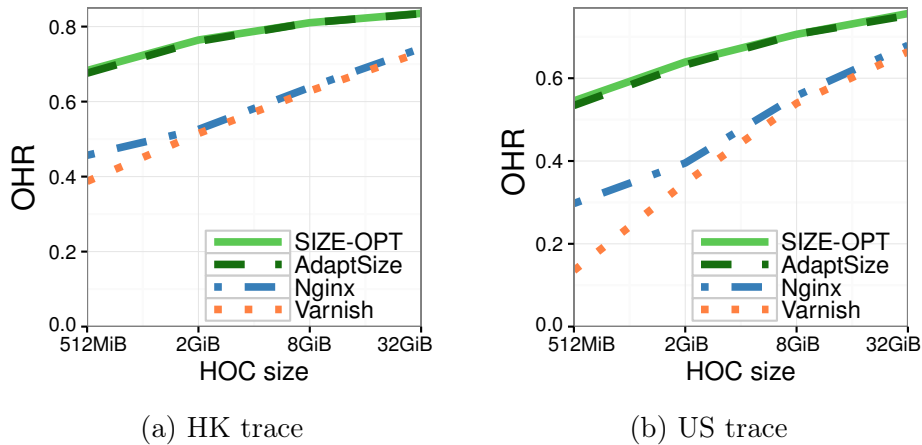 0.8
0.6
0.4
0.2
0.0
OHR
512MiB 2GiB 8GiB 32GiB
HOC size
SIZE-OPT
AdaptSize
Nginx
Varnish
(a) HK trace
0.6
0.4
0.2
0.0
OHR
512MiB 2GiB 8GiB 32GiB
HOC size
SIZE-OPT
AdaptSize
Nginx
Varnish
(b) US trace